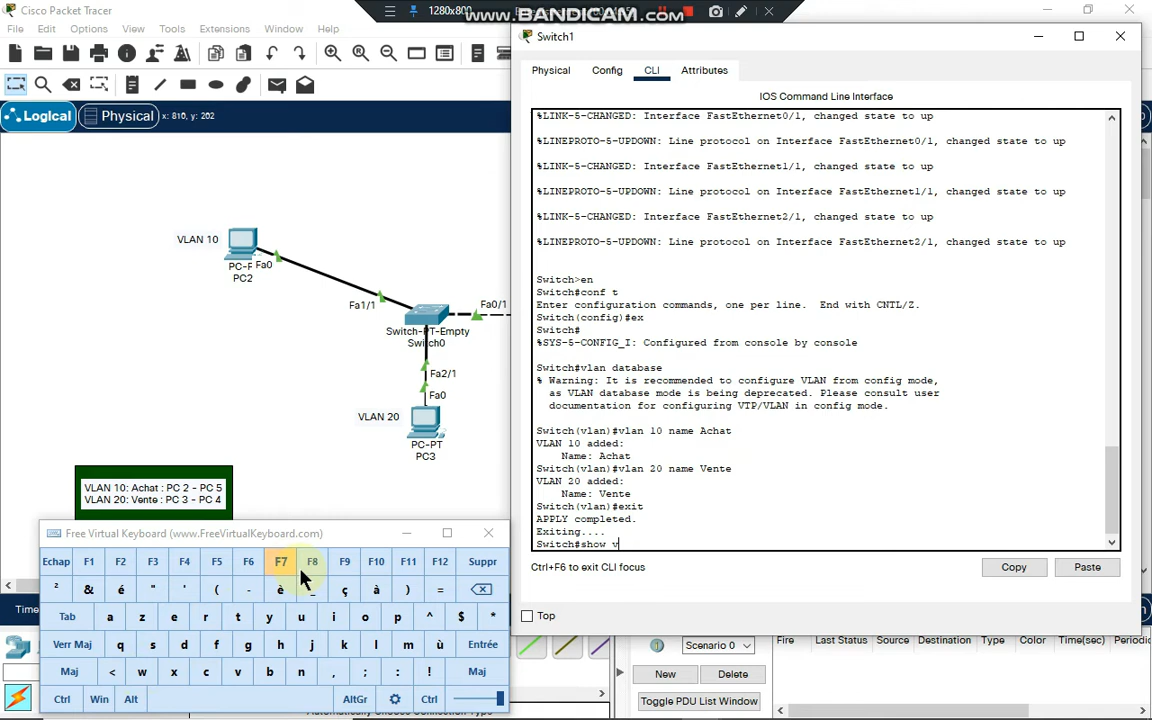 Cisco Packet Tracer
1280x800
www.BANDICAM.com
File Edit Options View Tools Extensions Window Help
Logical
Physical
x: 810, y: 202
VLAN 10
Fa0
PC2
Fa1/1
Fa0/1
Switch-PT-Empty
Switch0
Fa2/1
Fa0
VLAN 20
PC-PT
PC3
VLAN 10: Achat : PC 2 - PC 5
VLAN 20: Vente : PC 3 - PC 4
Switch1
Physical Config CLI Attributes
IOS Command Line Interface
%LINK-5-CHANGED: Interface FastEthernet0/1, changed state to up
%LINEPROTO-5-UPDOWN: Line protocol on Interface FastEthernet0/1, changed state to up
%LINEPROTO-5-UPDOWN: Line protocol on Interface FastEthernet1/1, changed state to up
%LINEPROTO-5-UPDOWN: Line protocol on Interface FastEthernet1/1, changed state to up
%LINK-5-CHANGED: Interface FastEthernet2/1, changed state to up
%LINEPROTO-5-UPDOWN: Line protocol on Interface FastEthernet2/1, changed state to up
Switch>en
Switch#conf t
Enter configuration commands, one per line. End with CNTL/Z.
Switch(config)#ex
Switch#
%SYS-5-CONFIG_I: Configured from console by console
Switch#vlan database
% Warning: It is recommended to configure VLAN from config mode,
as VLAN database mode is being deprecated. Please consult user
documentation for configuring VTP/VLAN in config mode.
Switch(vlan)#vlan 10 name Achat
VLAN 10 added:
Name: Achat
Switch(vlan)#vlan 20 name Vente
VLAN 20 added:
Name: Vente
Switch(vlan)#exit
APPLY completed.
Exiting....
Switch#show v
Ctrl+F6 to exit CLI focus
Copy
Paste
Top
Free Virtual Keyboard (www.FreeVirtualKeyboard.com)
Echap F1 F2 F3 F4 F5 F6 F7 F8 F9 F10 F11 F12 Suppr
² & é " ' ( - è _ ç à ) =
Tab a z e r t y u i o p ^ $ *
Verr Maj q s d f g h j k l m ù Entrée
Maj < w x c v b n , ; : ! Maj
Ctrl Win Alt AltGr Ctrl
Time
Scenario 0
New
Delete
Toggle PDU List Window
Fire Last Status Source Destination Type Color Time(sec) Periodic